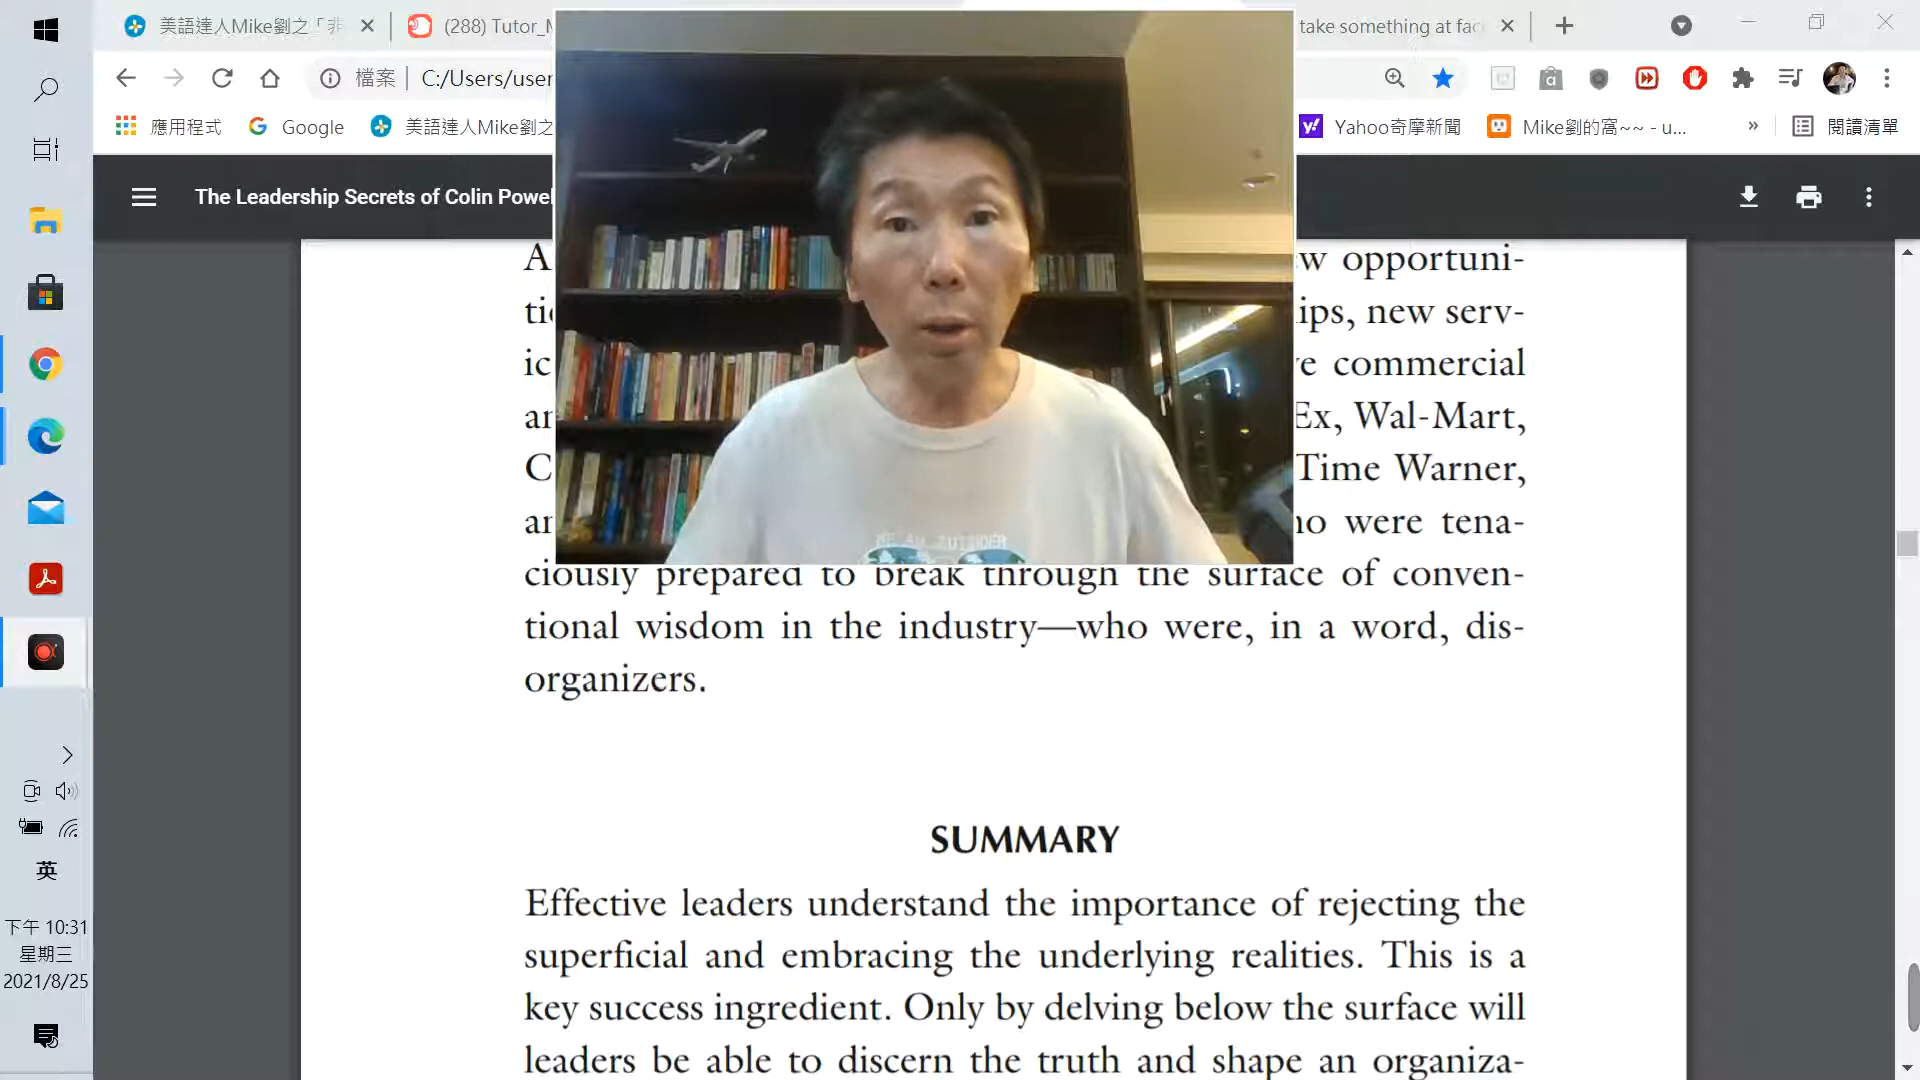 美語達人Mike劉之「非
(288) Tutor_M
take something at fac
檔案
C:/Users/user
應用程式
Google
美語達人Mike劉之
Yahoo奇摩新聞
Mike劉的窩~~ - u...
»
閱讀清單
The Leadership Secrets of Colin Powel
w opportuni-
ips, new serv-
ic
e commercial
Ex, Wal-Mart,
C
Time Warner,
an
o were tena-
ciously prepared to break through the surface of conven-
tional wisdom in the industry—who were, in a word, dis-
organizers.
SUMMARY
Effective leaders understand the importance of rejecting the
superficial and embracing the underlying realities. This is a
key success ingredient. Only by delving below the surface will
leaders be able to discern the truth and shape an organiza-
英
下午 10:31
星期三
2021/8/25